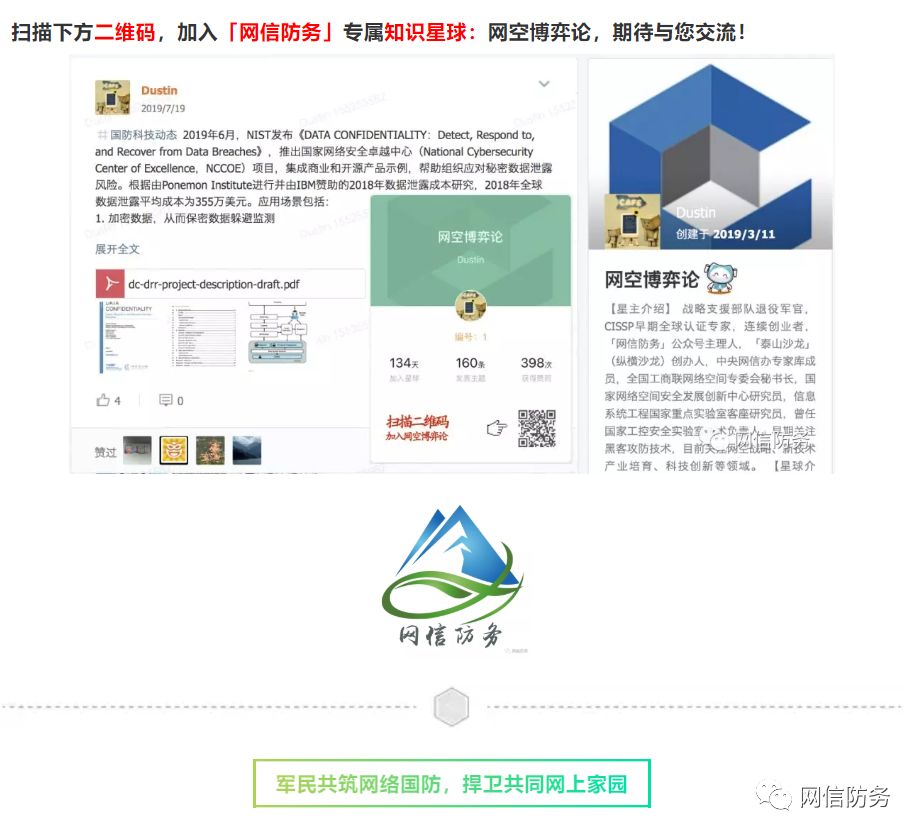 扫描下方二维码，加入「网信防务」专属知识星球：网空博弈论，期待与您交流！
Dustin
2019/7/19
#国防科技动态 2019年6月，NIST发布《DATA CONFIDENTIALITY：Detect, Respond to,
and Recover from Data Breaches》，推出国家网络安全卓越中心（National Cybersecurity
Center of Excellence，NCCOE）项目，集成商业和开源产品示例，帮助组织应对秘密数据泄露
风险。根据由Ponemon Institute进行并由IBM赞助的2018年数据泄露成本研究，2018年全球
数据泄露平均成本为355万美元。应用场景包括：
1. 加密数据，从而保密数据躲避监测
展开全文
dc-drr-project-description-draft.pdf
DATA
CONFIDENTIALITY
4
0
赞过
网空博弈论
Dustin
编号：1
134天
160条
398次
加入星球
发表主题
获得赞赏
扫描二维码
加入网空博弈论
CAFE
Dustin
创建于 2019/3/11
网空博弈论
【星主介绍】 战略支援部队退役军官，
CISSP早期全球认证专家，连续创业者，
「网信防务」公众号主理人，「泰山沙龙」
（纵横沙龙）创办人，中央网信办专家库成
员，全国工商联网络空间专委会秘书长，国
家网络空间安全发展创新中心研究员，信息
系统工程国家重点实验室客座研究员，曾任
国家工控安全实验室技术负责人，早期关注
黑客攻防技术，目前关注网空战略、新技术
产业培育、科技创新等领域。 【星球介
网信防务
网信防务
军民共筑网络国防，捍卫共同网上家园
网信防务